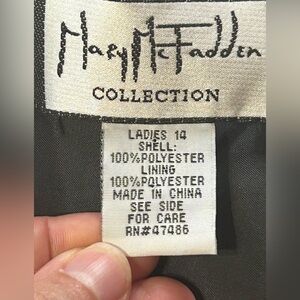 Mary McFadden
COLLECTION
LADIES 14
SHELL:
100%POLYESTER
LINING
100%POLYESTER
MADE IN CHINA
SEE SIDE
FOR CARE
RN#47486